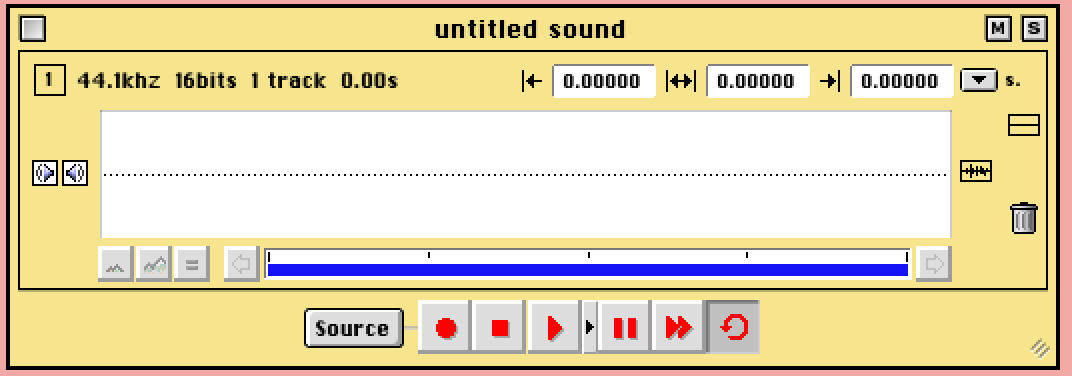 untitled sound
M S
1 44.1khz 16bits 1 track 0.00s 0.00000 0.00000 0.00000 s.
Source